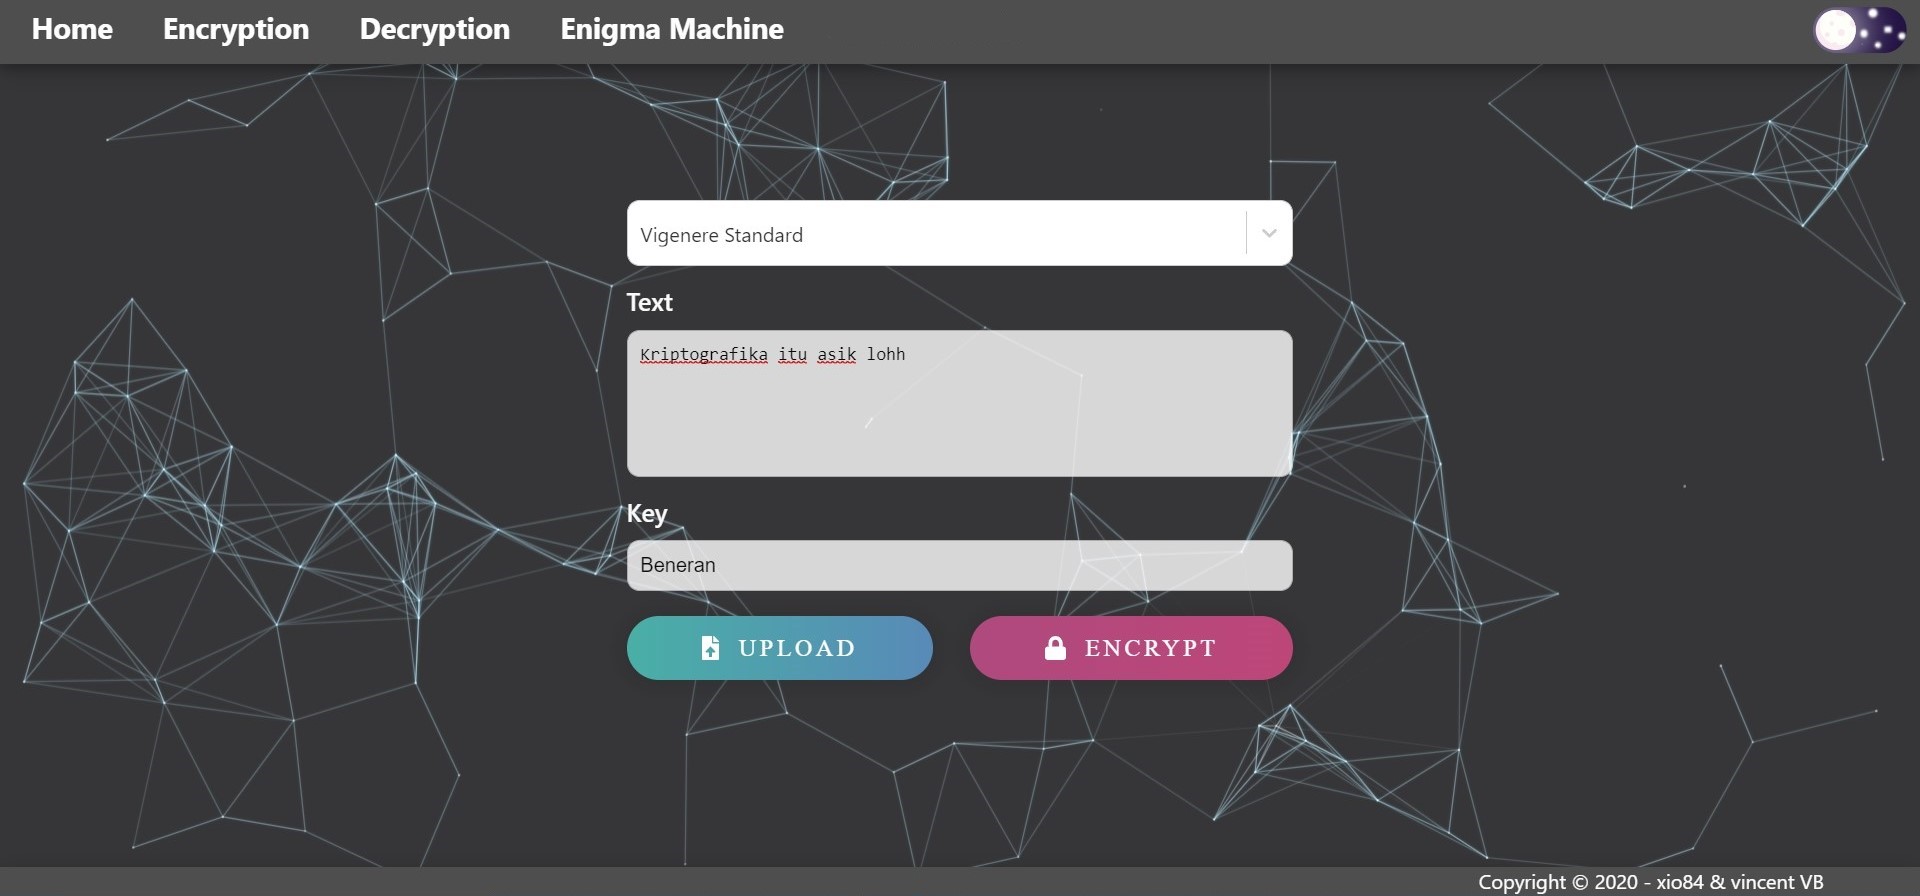 Home Encryption Decryption Enigma Machine
Vigenere Standard
Text
Kriptografika itu asik lohh
Key
Beneran
UPLOAD ENCRYPT
Copyright © 2020 - xio84 & vincent VB